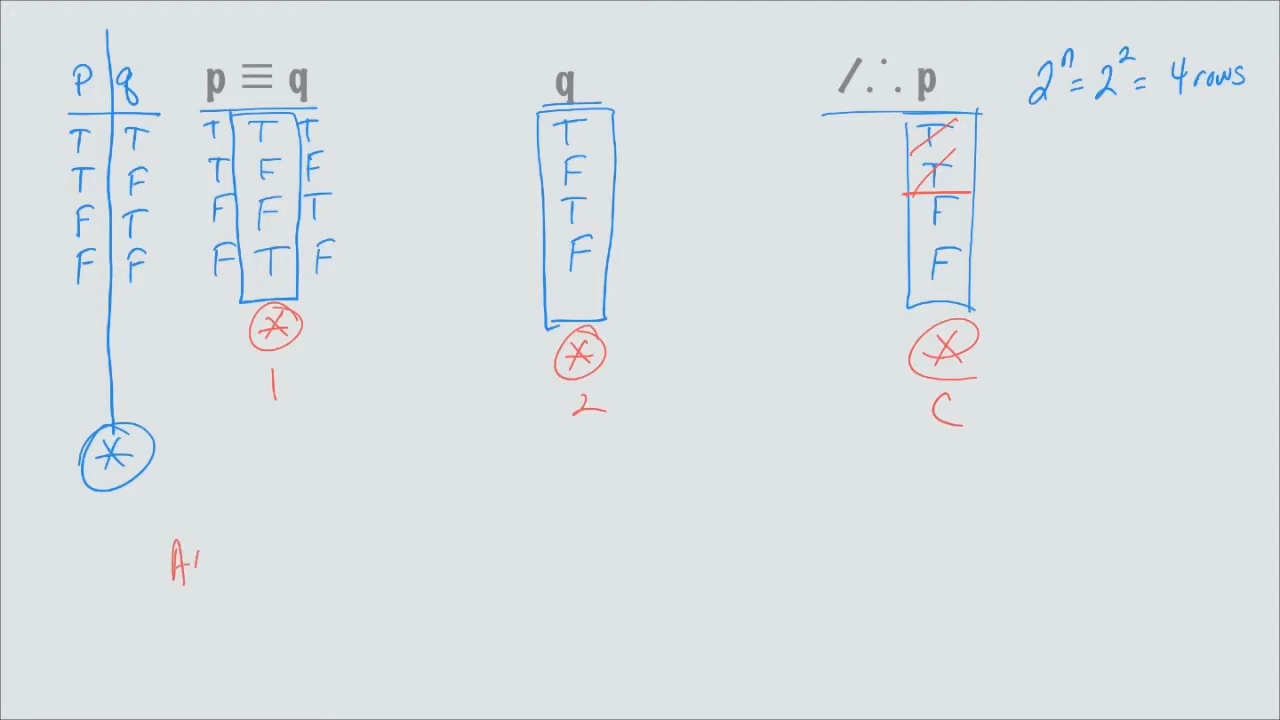 p q p ≡ q q /∴ p 2ⁿ = 2² = 4 rows
T T T T T T T
T F T F F F T
F T F F T T F
F F F T F F F
* * * *
1 2 C
A